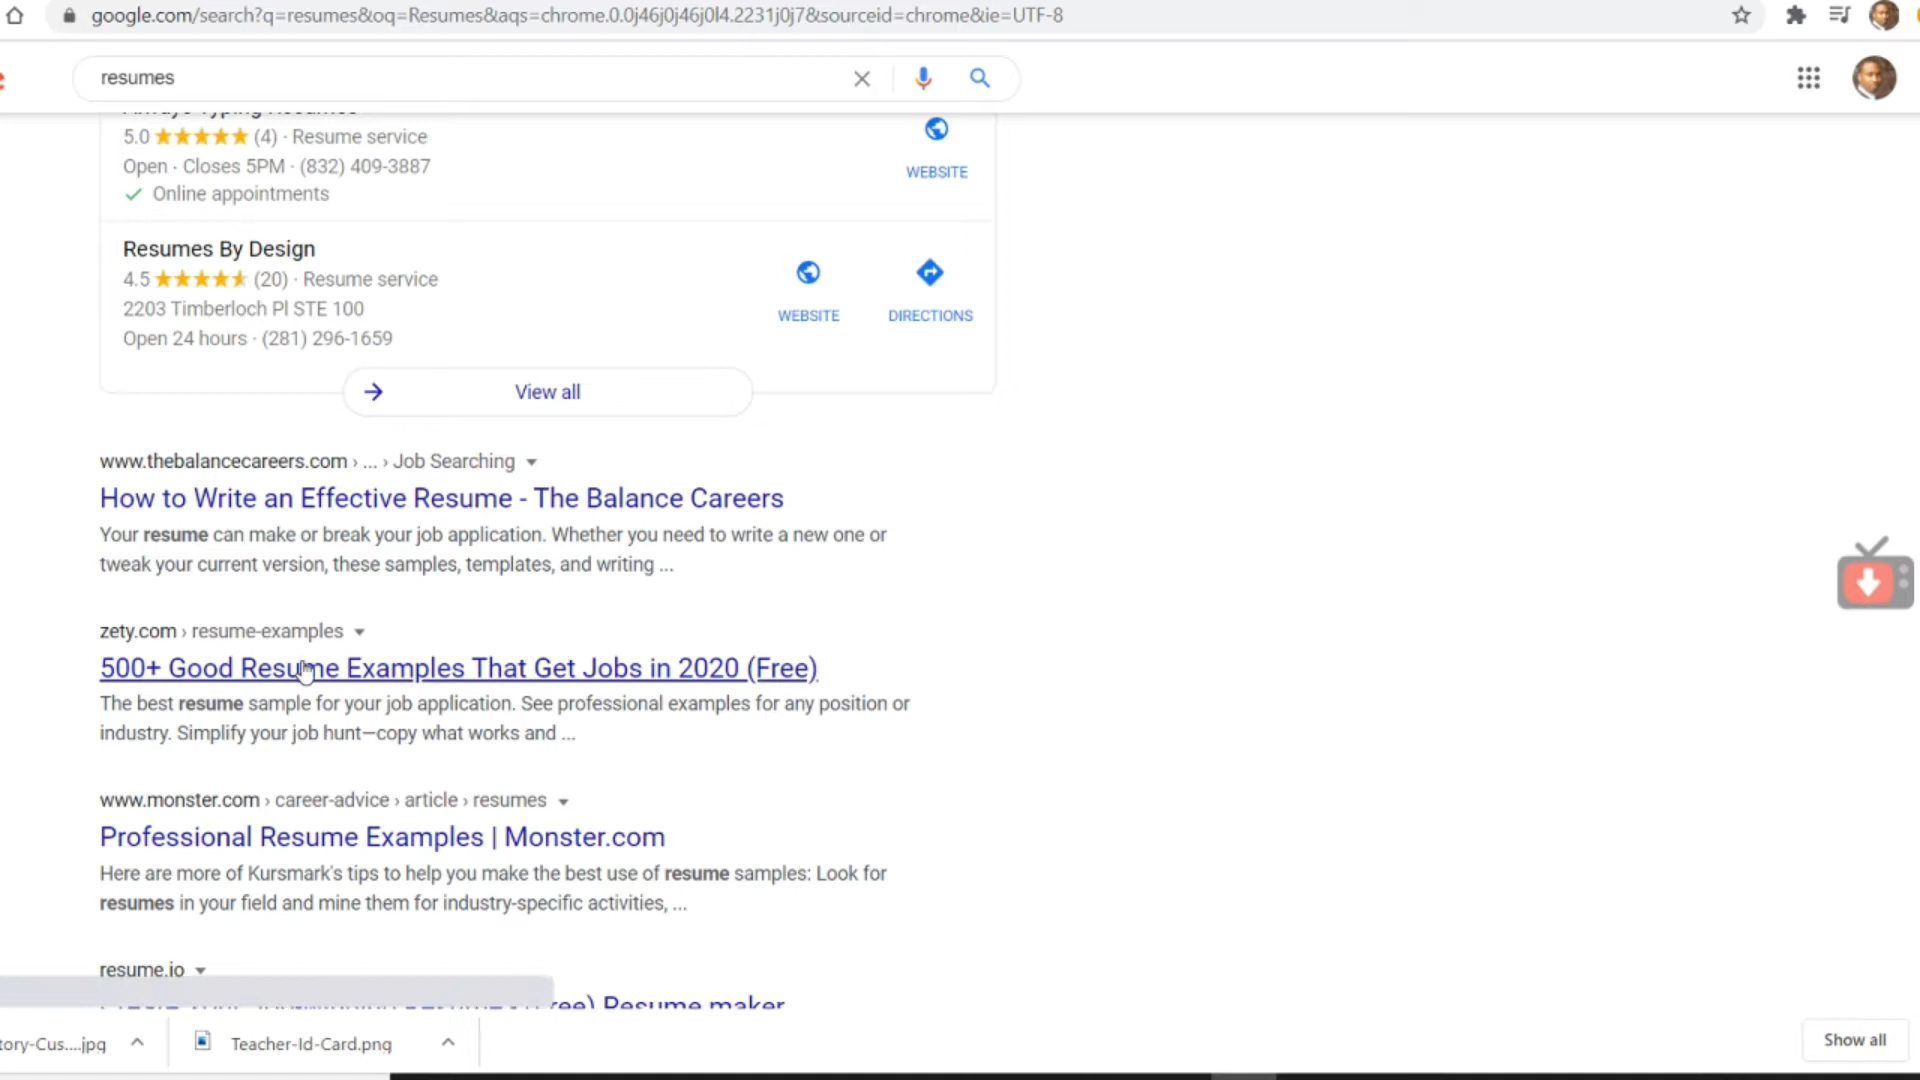 google.com/search?q=resumes&oq=Resumes&aqs=chrome.0.0j46j0j46j0l4.2231j0j7&sourceid=chrome&ie=UTF-8
resumes
5.0 (4) · Resume service
Open · Closes 5PM · (832) 409-3887
Online appointments
WEBSITE
Resumes By Design
4.5 (20) · Resume service
2203 Timberloch Pl STE 100
Open 24 hours · (281) 296-1659
WEBSITE
DIRECTIONS
View all
www.thebalancecareers.com › ... › Job Searching
How to Write an Effective Resume - The Balance Careers
Your resume can make or break your job application. Whether you need to write a new one or
tweak your current version, these samples, templates, and writing ...
zety.com › resume-examples
500+ Good Resume Examples That Get Jobs in 2020 (Free)
The best resume sample for your job application. See professional examples for any position or
industry. Simplify your job hunt—copy what works and ...
www.monster.com › career-advice › article › resumes
Professional Resume Examples | Monster.com
Here are more of Kursmark's tips to help you make the best use of resume samples: Look for
resumes in your field and mine them for industry-specific activities, ...
resume.io
Resume maker
tory-Cus....jpg
Teacher-Id-Card.png
Show all